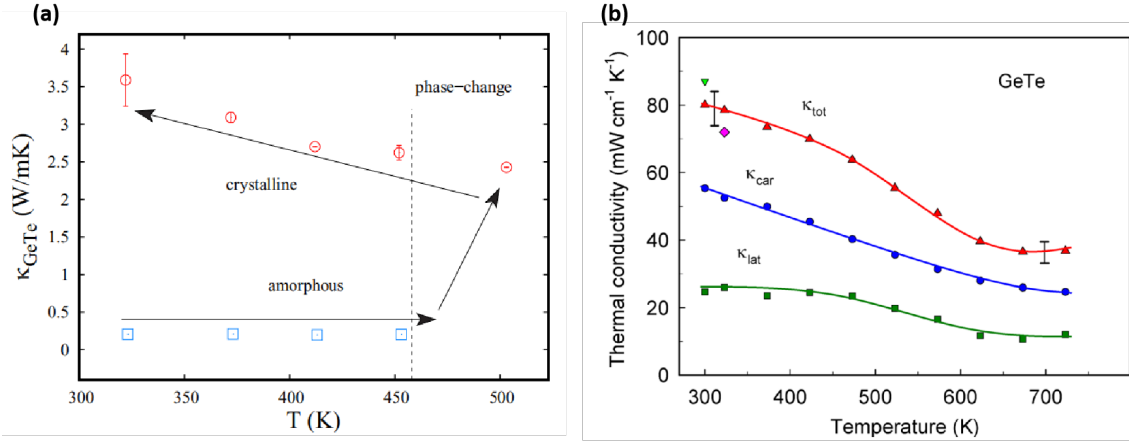 (a)
4
3.5
3
2.5
2
1.5
1
0.5
0
κGeTe (W/mK)
phase−change
crystalline
amorphous
300 350 400 450 500
T (K)
(b)
100
80
60
40
20
0
Thermal conductivity (mW cm⁻¹ K⁻¹)
GeTe
κtot
κcar
κlat
300 400 500 600 700
Temperature (K)